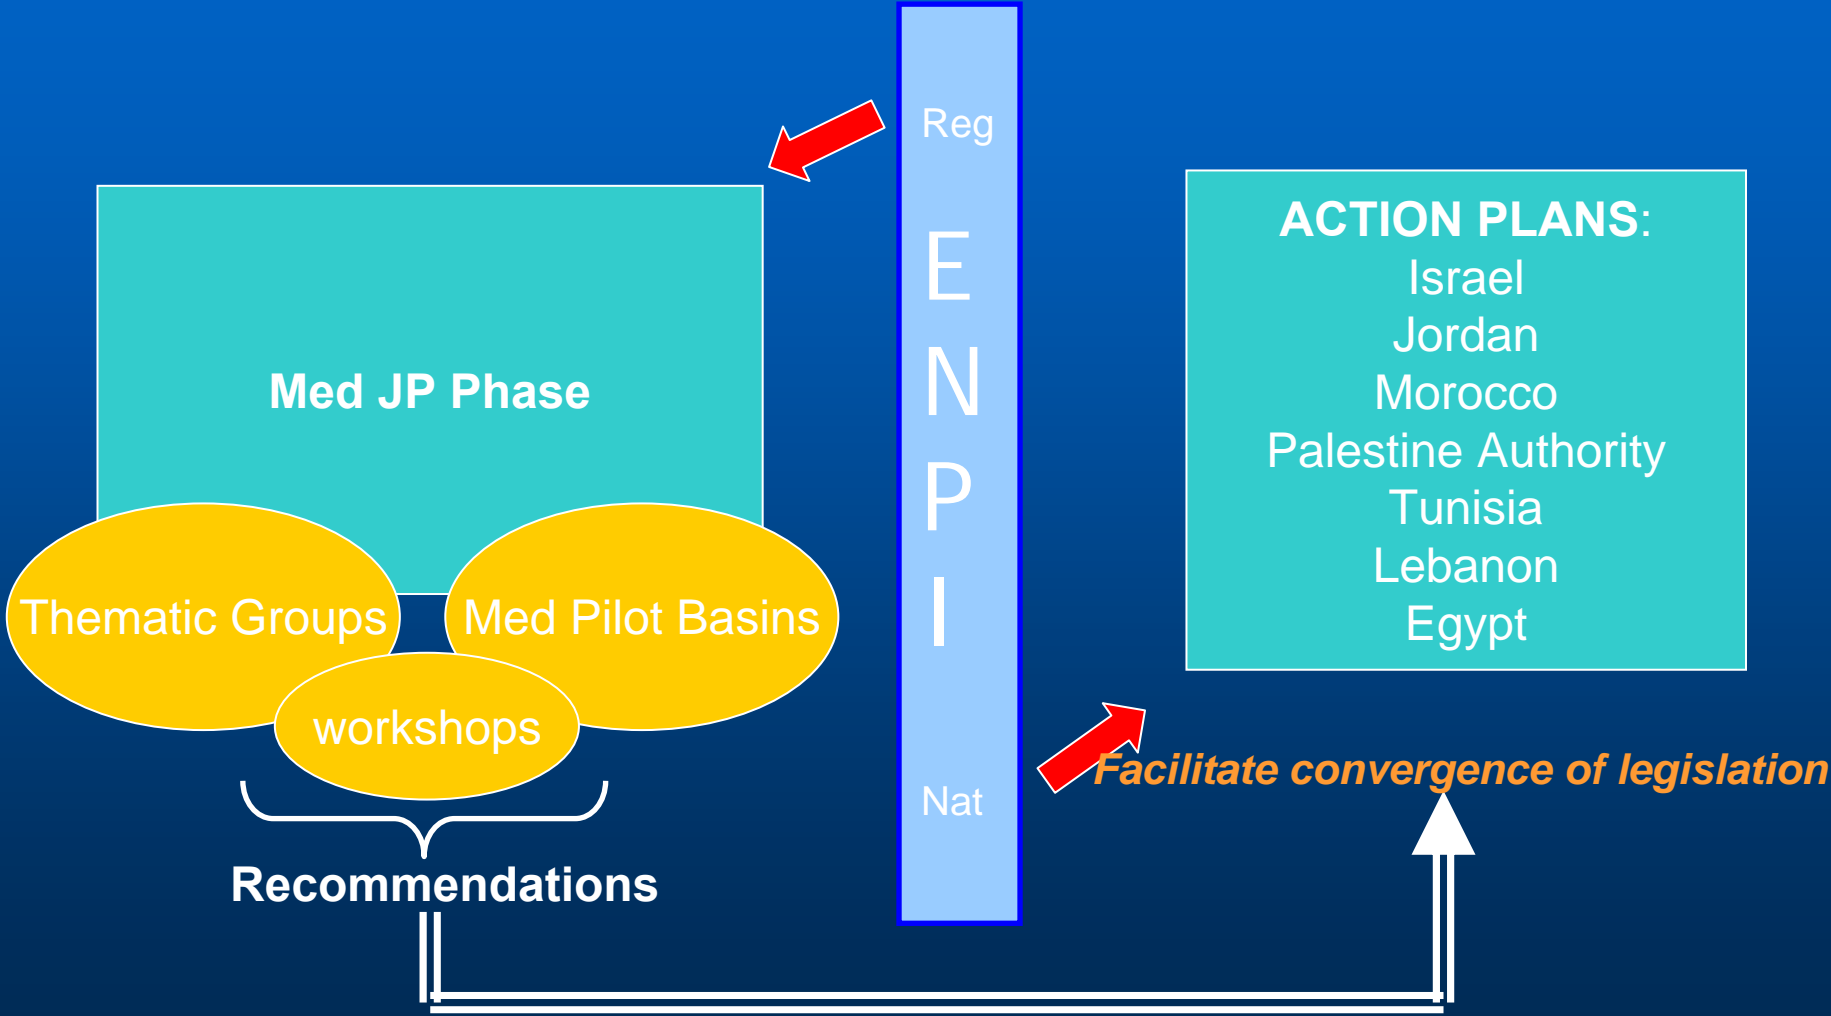 Med JP Phase
Thematic Groups
Med Pilot Basins
workshops
Recommendations
Reg
E
N
P
I
Nat
ACTION PLANS:
Israel
Jordan
Morocco
Palestine Authority
Tunisia
Lebanon
Egypt
Facilitate convergence of legislation